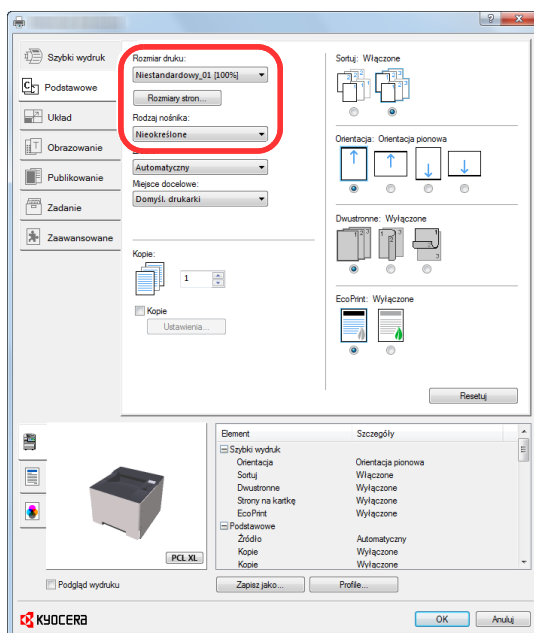 Szybki wydruk
Podstawowe
Układ
Obrazowanie
Publikowanie
Zadanie
Zaawansowane
Rozmiar druku:
Niestandardowy_01 [100%]
Rozmiary stron...
Rodzaj nośnika:
Nieokreślone
Automatyczny
Miejsce docelowe:
Domyśl. drukarki
Kopie:
1
Kopie
Ustawienia...
Sortuj: Włączone
Orientacja: Orientacja pionowa
Dwustronne: Wyłączone
EcoPrint: Wyłączone
Resetuj
PCL XL
Podgląd wydruku
Element Szczegóły
Szybki wydruk
Orientacja Orientacja pionowa
Sortuj Włączone
Dwustronne Wyłączone
Strony na kartkę Wyłączone
EcoPrint Wyłączone
Podstawowe
Źródło Automatyczny
Kopie Wyłączone
Kopie Wyłączone
Zapisz jako... Profile...
KYOCERA
OK Anuluj